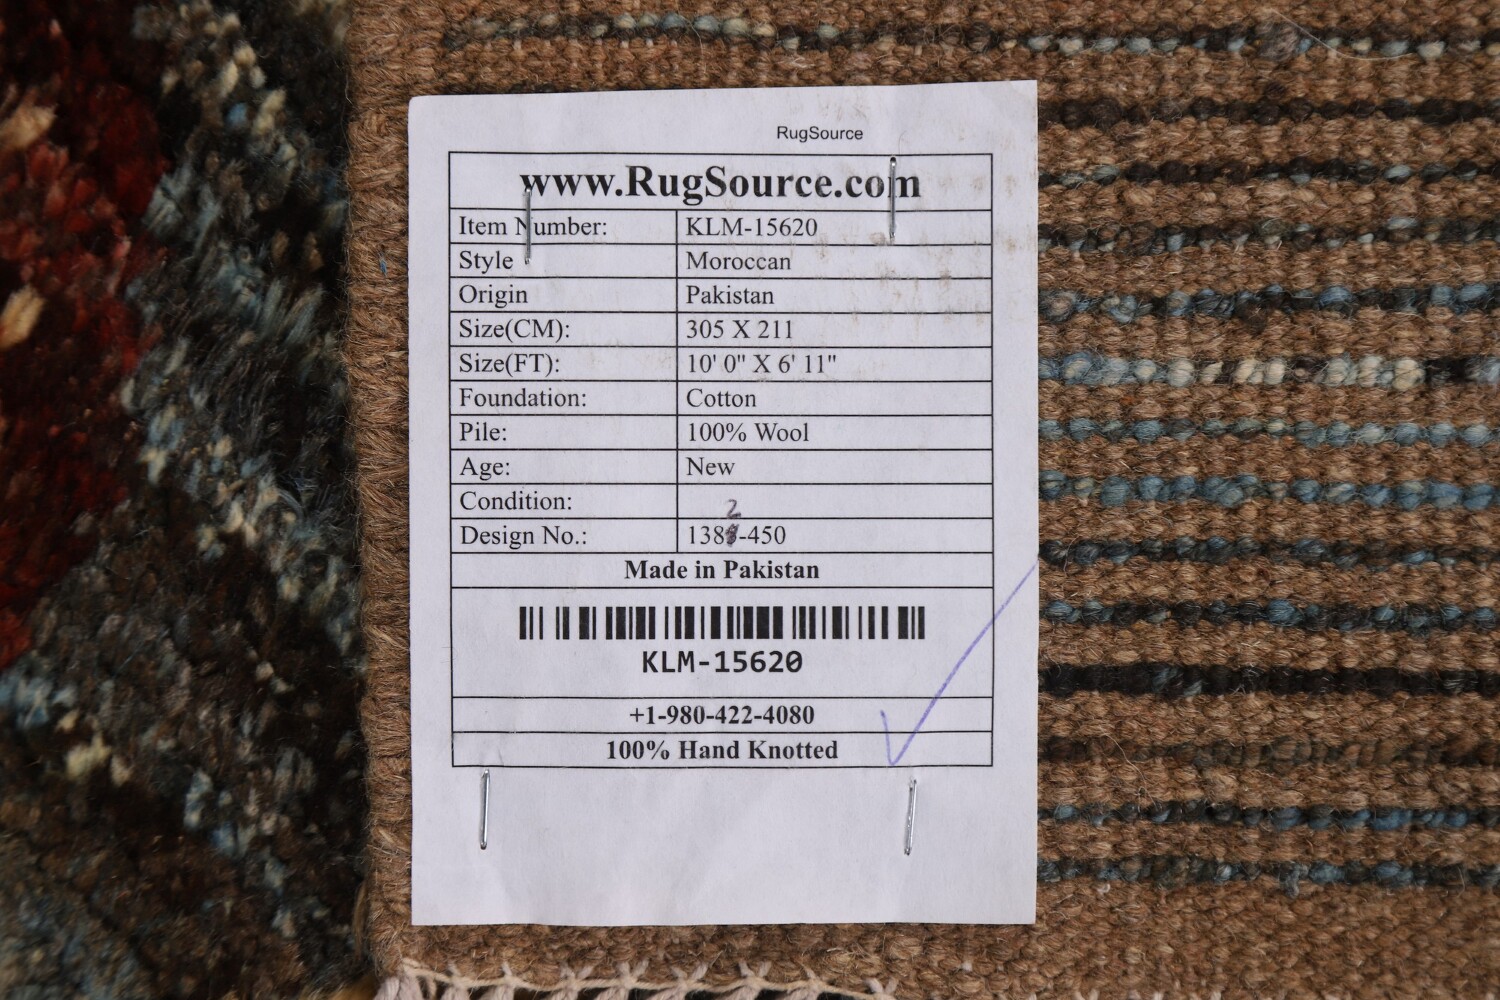 RugSource
www.RugSource.com
Item Number: KLM-15620
Style Moroccan
Origin Pakistan
Size(CM): 305 X 211
Size(FT): 10' 0" X 6' 11"
Foundation: Cotton
Pile: 100% Wool
Age: New
Condition:
2
Design No.: 138-450
Made in Pakistan
KLM-15620
+1-980-422-4080
100% Hand Knotted